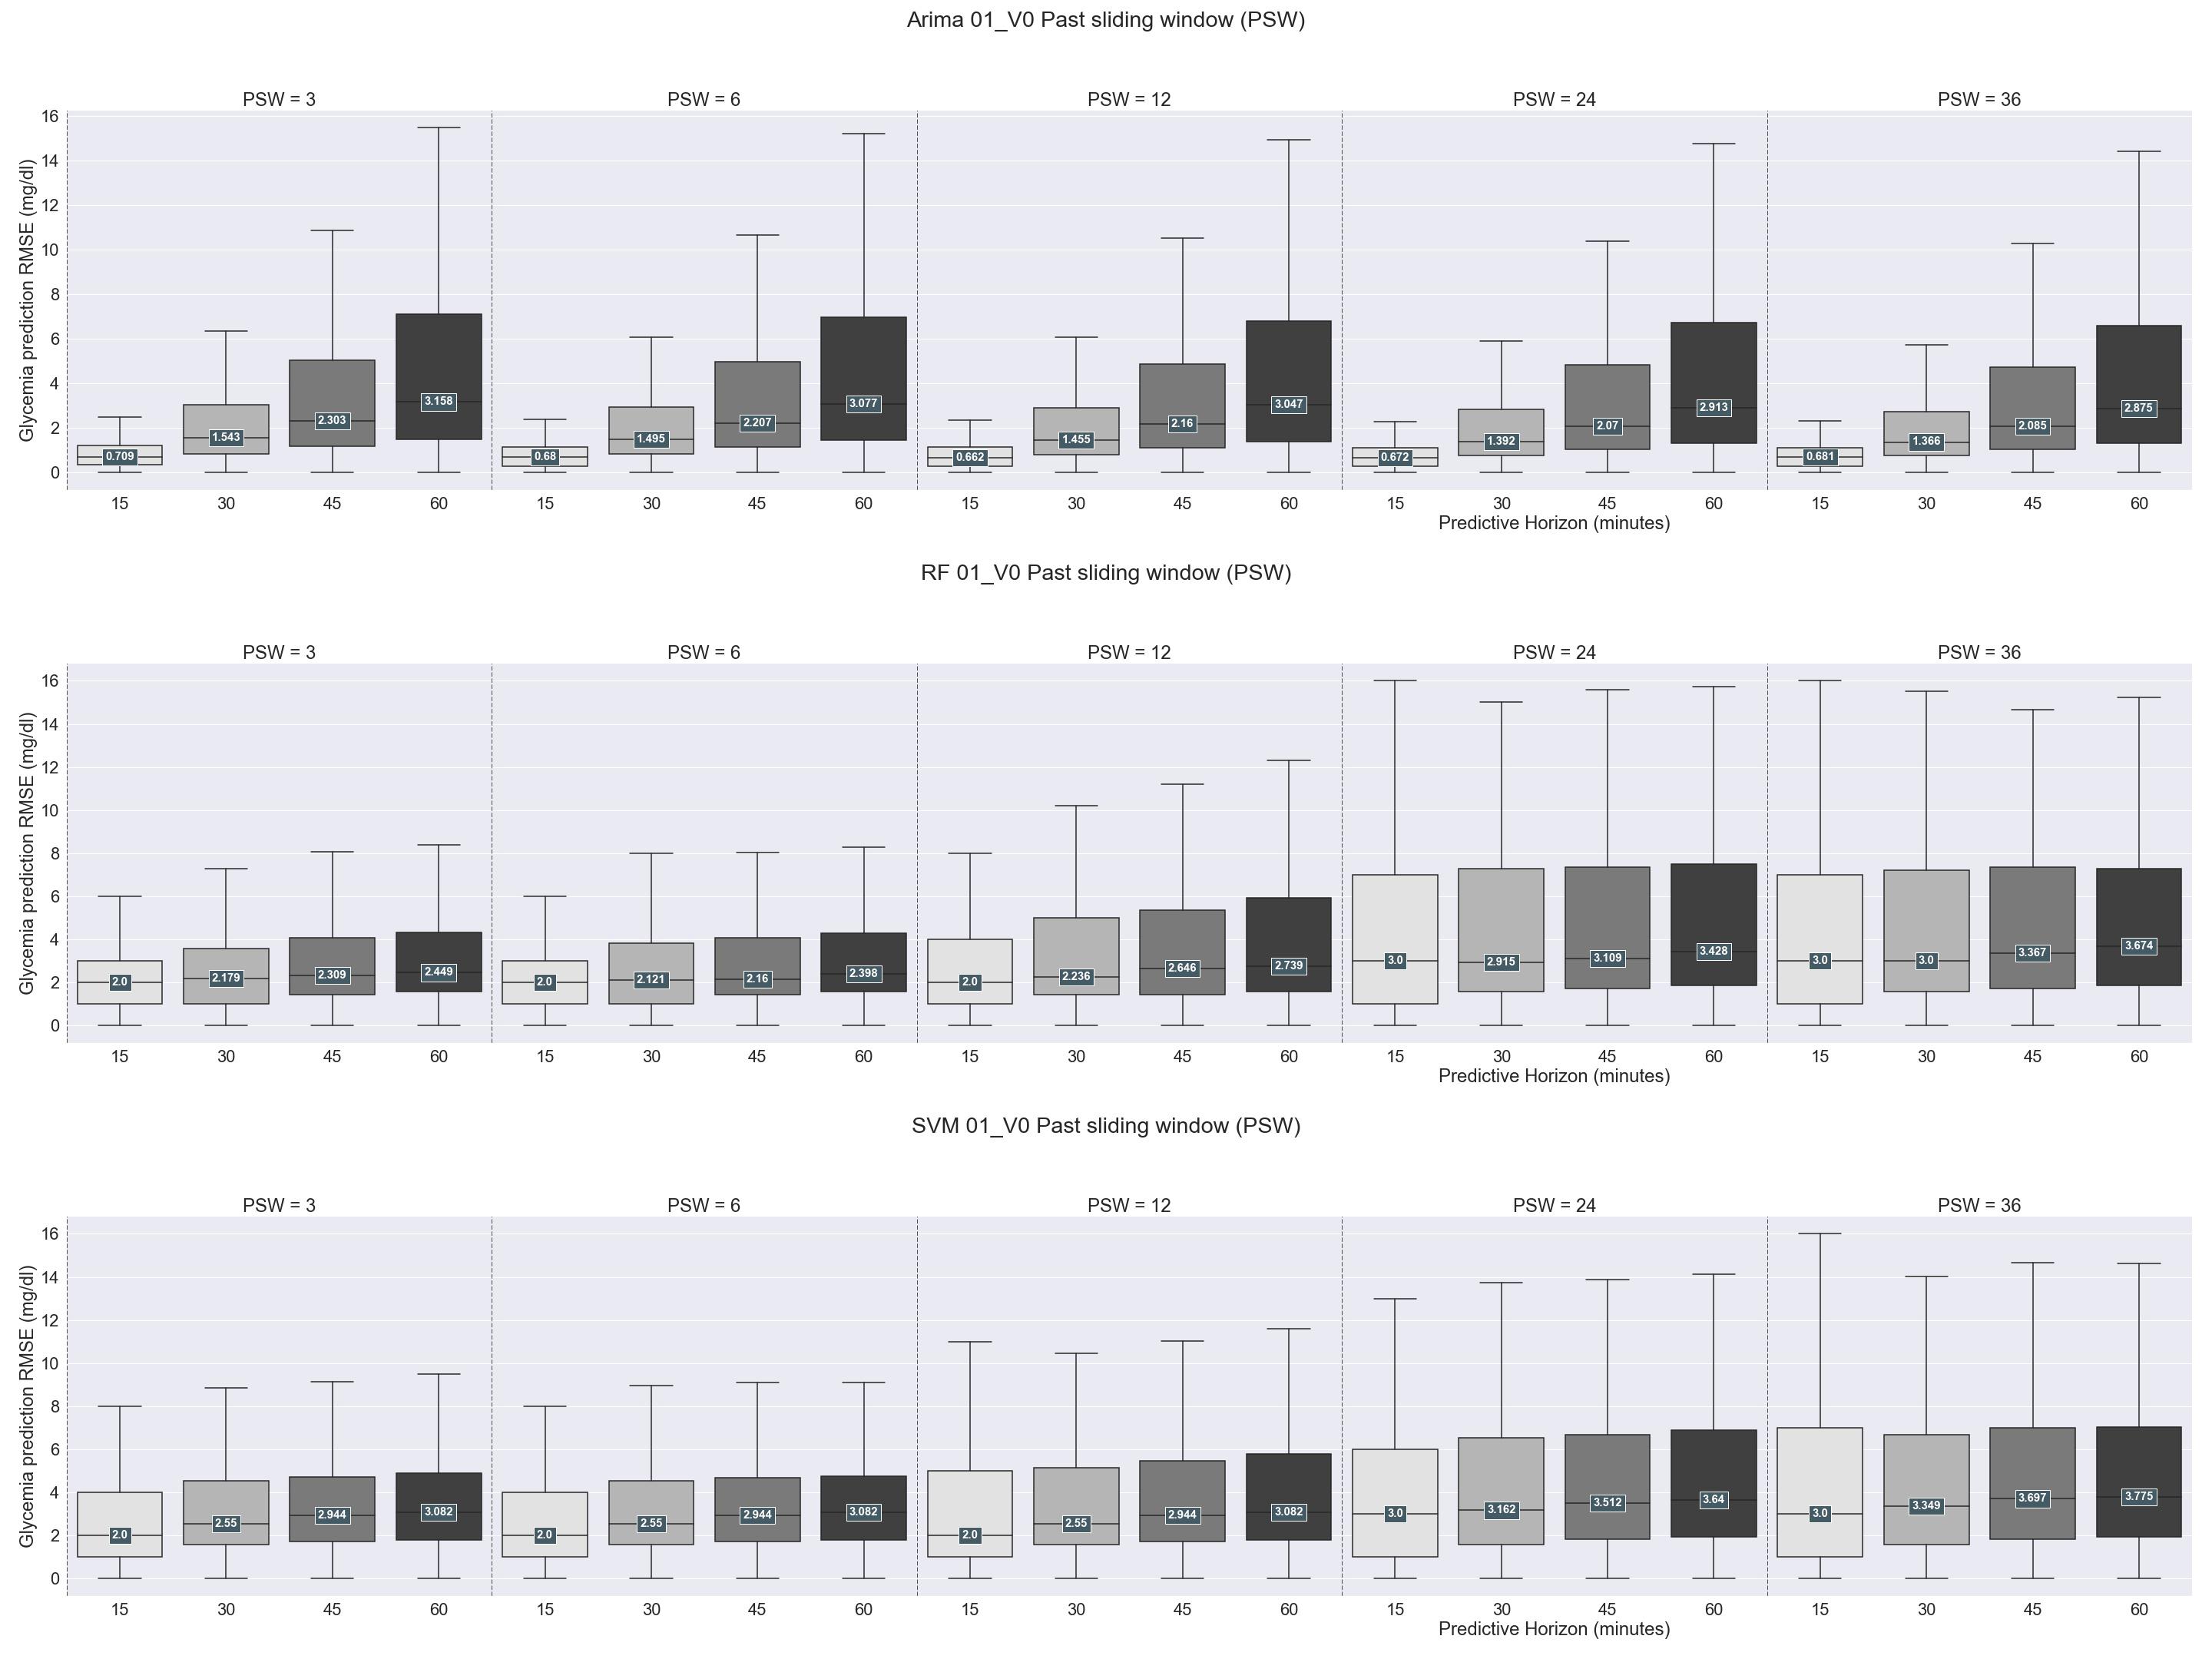 Arima 01_V0 Past sliding window (PSW)
PSW = 3 PSW = 6 PSW = 12 PSW = 24 PSW = 36
Glycemia prediction RMSE (mg/dl)
16
14
12
10
8
6
4
2
0
0.709 1.543 2.303 3.158 0.68 1.495 2.207 3.077 0.662 1.455 2.16 3.047 0.672 1.392 2.07 2.913 0.681 1.366 2.085 2.875
15 30 45 60 15 30 45 60 15 30 45 60 15 30 45 60 15 30 45 60
Predictive Horizon (minutes)
RF 01_V0 Past sliding window (PSW)
PSW = 3 PSW = 6 PSW = 12 PSW = 24 PSW = 36
Glycemia prediction RMSE (mg/dl)
16
14
12
10
8
6
4
2
0
2.0 2.179 2.309 2.449 2.0 2.121 2.16 2.398 2.0 2.236 2.646 2.739 3.0 2.915 3.109 3.428 3.0 3.0 3.367 3.674
15 30 45 60 15 30 45 60 15 30 45 60 15 30 45 60 15 30 45 60
Predictive Horizon (minutes)
SVM 01_V0 Past sliding window (PSW)
PSW = 3 PSW = 6 PSW = 12 PSW = 24 PSW = 36
Glycemia prediction RMSE (mg/dl)
16
14
12
10
8
6
4
2
0
2.0 2.55 2.944 3.082 2.0 2.55 2.944 3.082 2.0 2.55 2.944 3.082 3.0 3.162 3.512 3.64 3.0 3.349 3.697 3.775
15 30 45 60 15 30 45 60 15 30 45 60 15 30 45 60 15 30 45 60
Predictive Horizon (minutes)